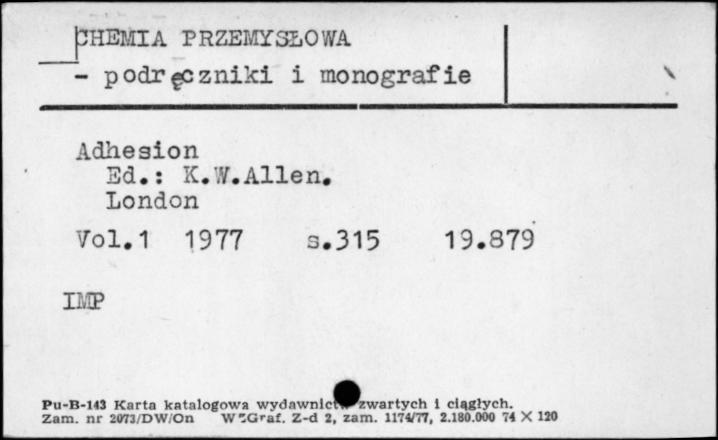 CHEMIA PRZEMYSŁOWA
- podręczniki i monografie
Adhesion
Ed.: K.W.Allen.
London
Vol.1 1977 s.315 19.879
IMP
Pu-B-143 Karta katalogowa wydawnictw zwartych i ciągłych.
Zam. nr 2073/DW/On WZGraf. Z-d 2, zam. 1174/77, 2.180.000 74 × 120